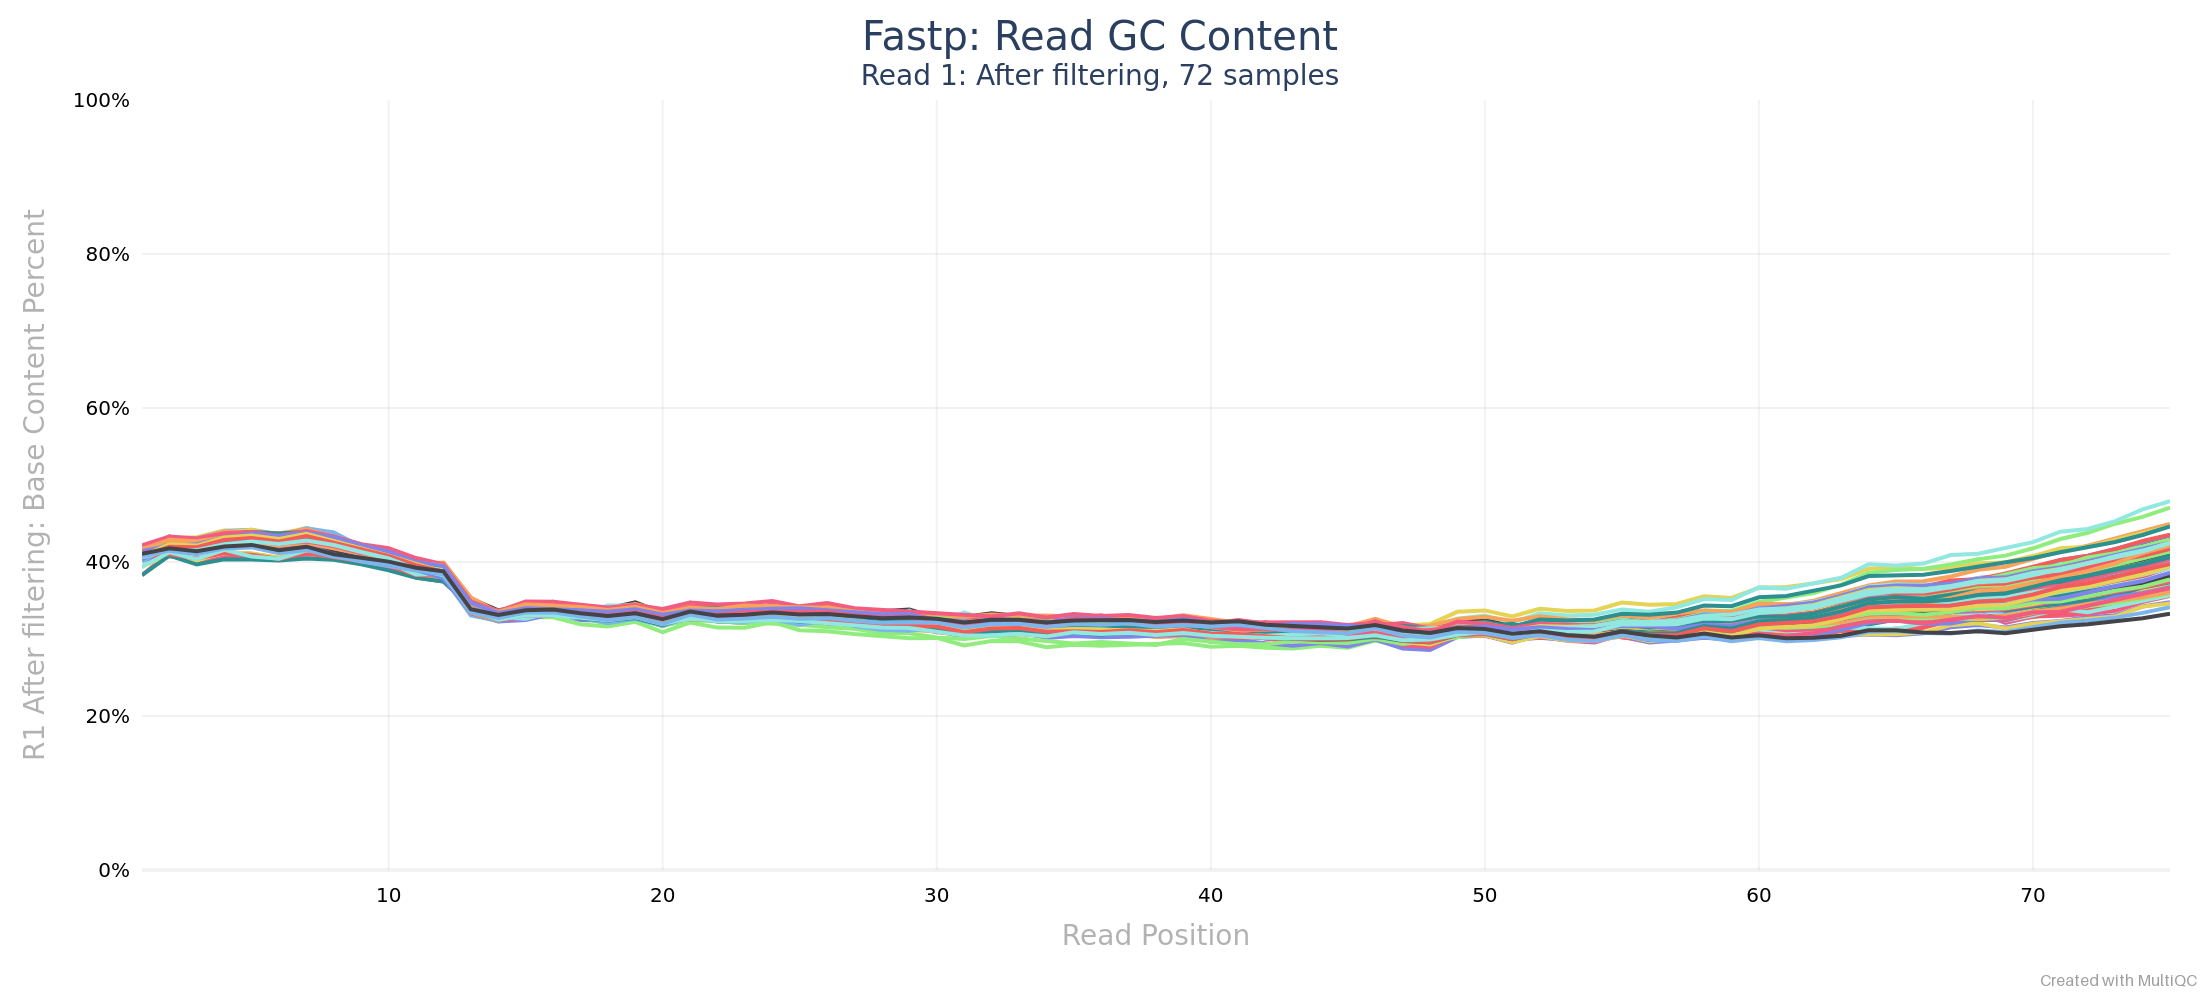 Fastp: Read GC Content
Read 1: After filtering, 72 samples
R1 After filtering: Base Content Percent
100%
80%
60%
40%
20%
0%
10
20
30
40
50
60
70
Read Position
Created with MultiQC